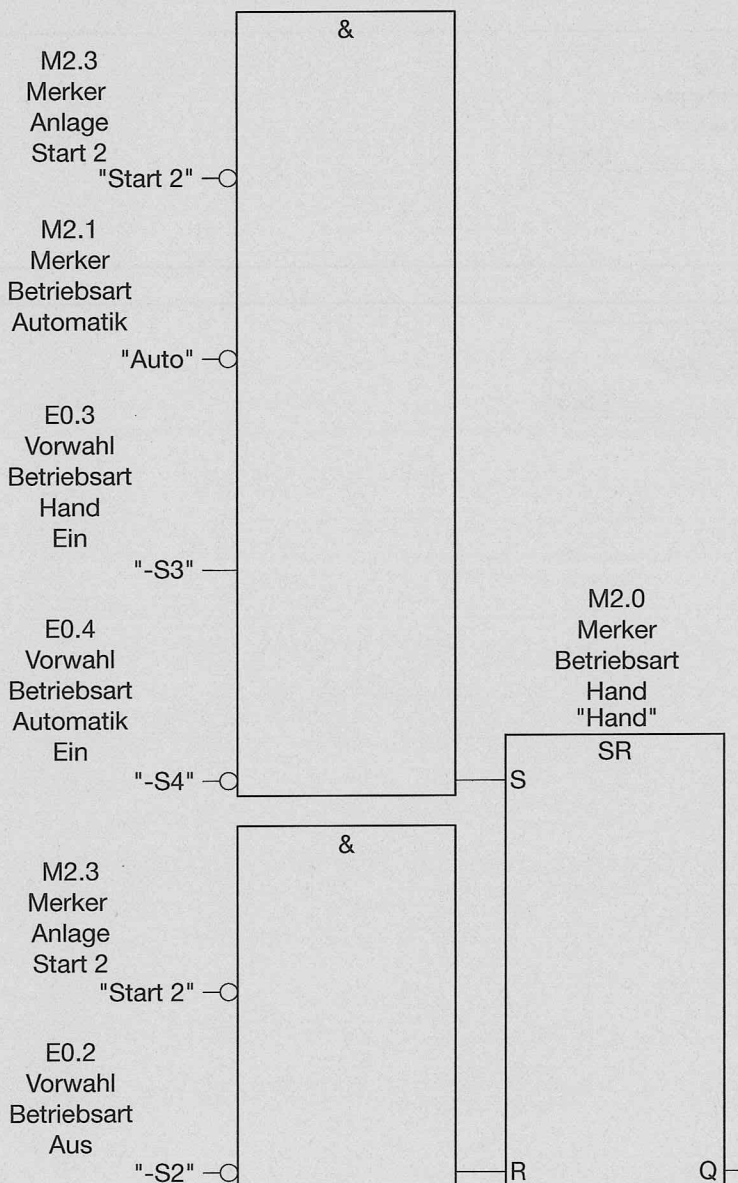 &
M2.3
Merker
Anlage
Start 2
"Start 2"
M2.1
Merker
Betriebsart
Automatik
"Auto"
E0.3
Vorwahl
Betriebsart
Hand
Ein
"-S3"
E0.4
Vorwahl
Betriebsart
Automatik
Ein
"-S4"
M2.0
Merker
Betriebsart
Hand
"Hand"
SR
S
&
M2.3
Merker
Anlage
Start 2
"Start 2"
E0.2
Vorwahl
Betriebsart
Aus
"-S2"
R
Q